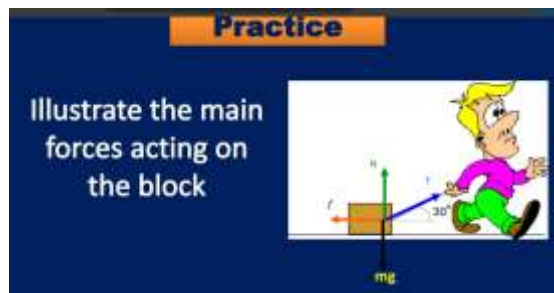 Practice
Illustrate the main
forces acting on
the block
f
30°
mg